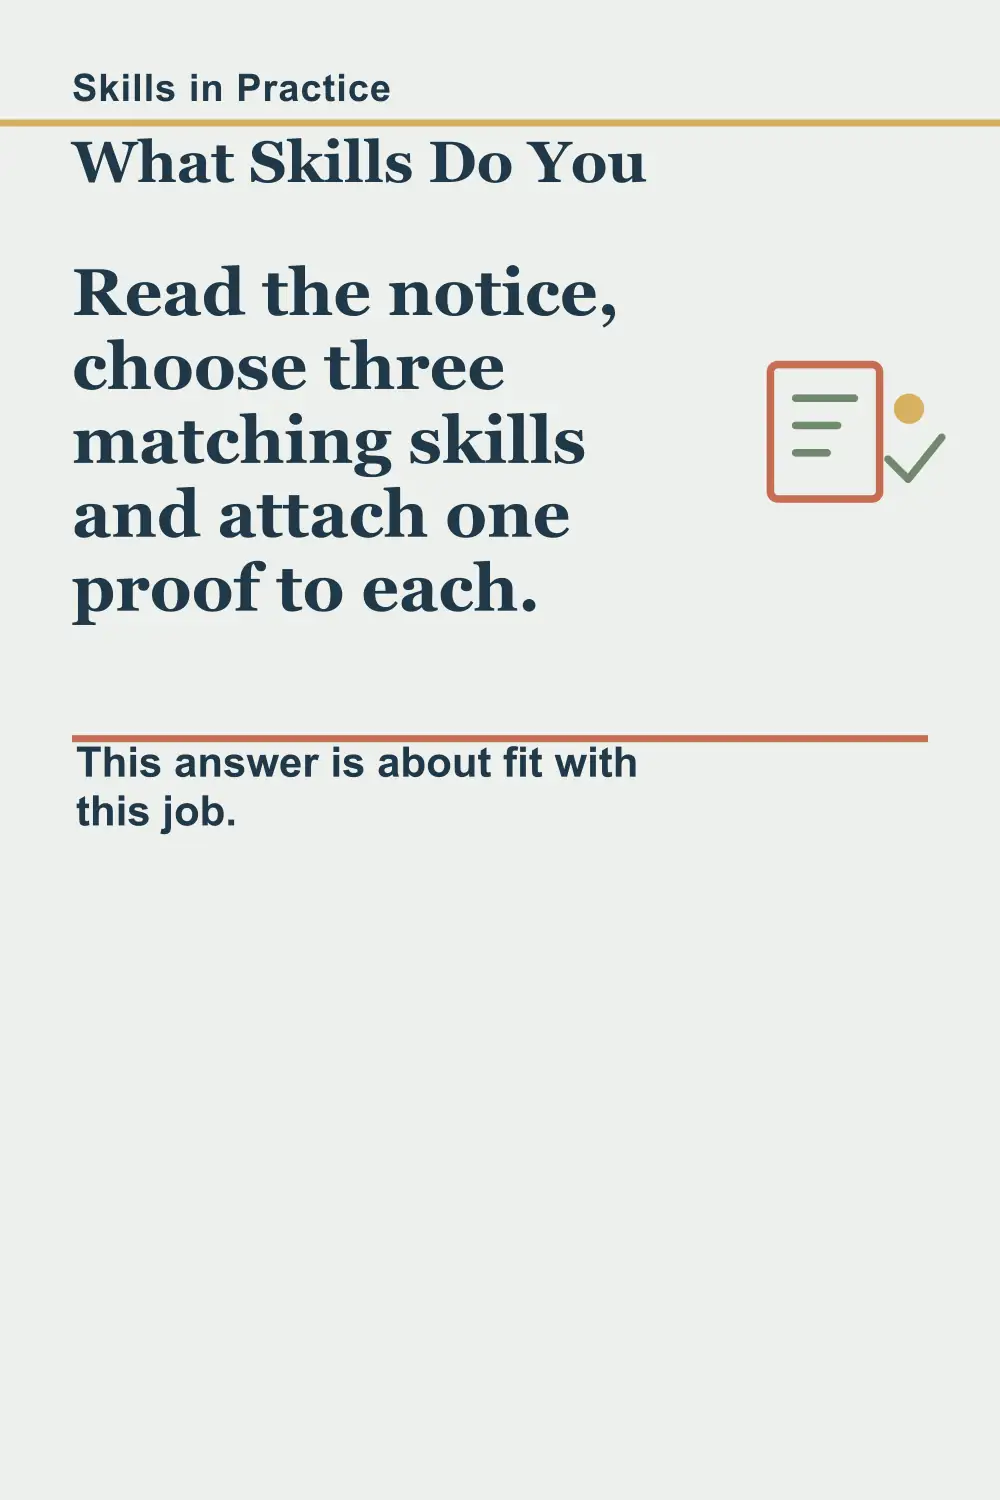 Skills in Practice
What Skills Do You
Read the notice,
choose three
matching skills
and attach one
proof to each.
This answer is about fit with
this job.